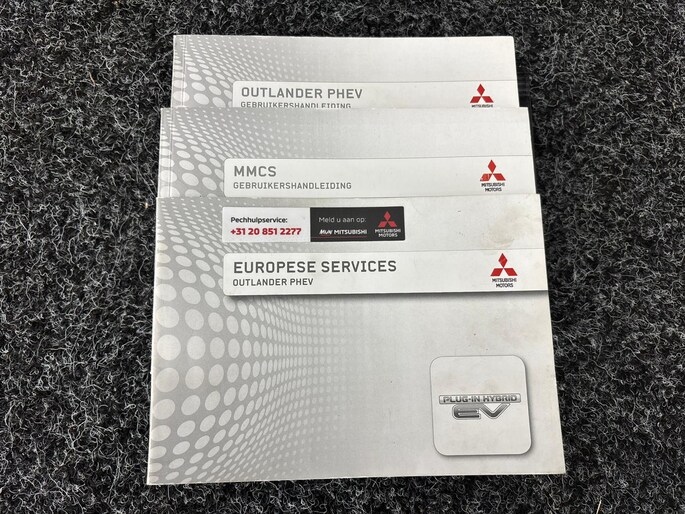 OUTLANDER PHEV
GEBRUIKERSHANDLEIDING
MMCS
GEBRUIKERSHANDLEIDING
MITSUBISHI
MOTORS
Pechhulpservice:
+31 20 851 2277
Meld u aan op:
Mijn MITSUBISHI
MITSUBISHI
MOTORS
EUROPESE SERVICES
OUTLANDER PHEV
MITSUBISHI
MOTORS
PLUG-IN HYBRID
EV